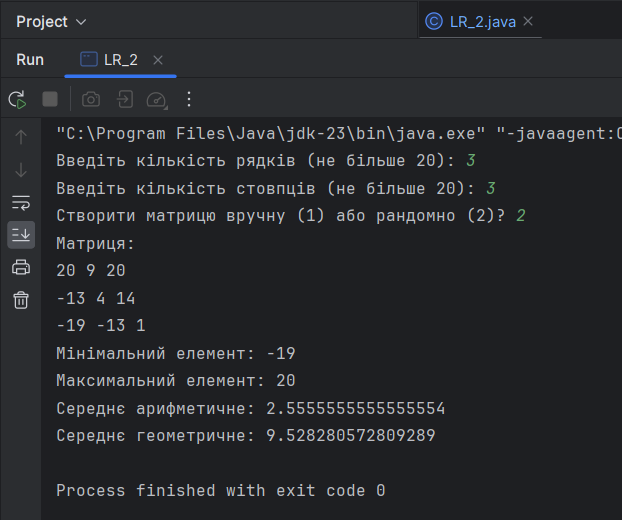 Project
LR_2.java
Run
LR_2
"C:\Program Files\Java\jdk-23\bin\java.exe" "-javaagent:
Введіть кількість рядків (не більше 20): 3
Введіть кількість стовпців (не більше 20): 3
Створити матрицю вручну (1) або рандомно (2)? 2
Матриця:
20 9 20
-13 4 14
-19 -13 1
Мінімальний елемент: -19
Максимальний елемент: 20
Середнє арифметичне: 2.5555555555555554
Середнє геометричне: 9.528280572809289
Process finished with exit code 0